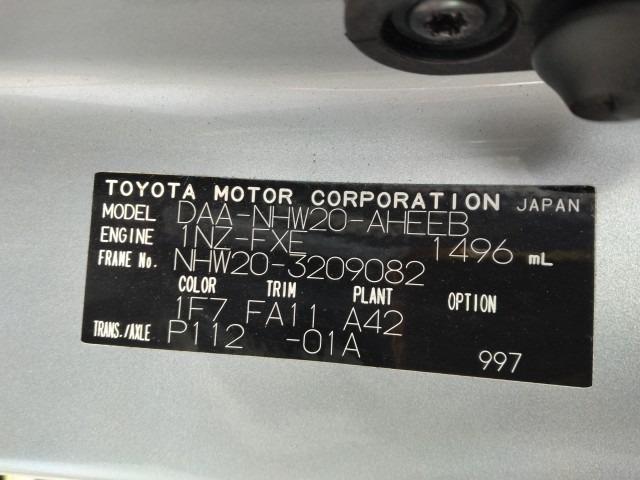 TOYOTA MOTOR CORPORATION JAPAN
MODEL DAA-NHW20-AHEEB
ENGINE 1NZ-FXE 1496 mL
FRAME No. NHW20-3209082
COLOR TRIM PLANT OPTION
1F7 FA11 A42
TRANS./AXLE P112 -01A
997